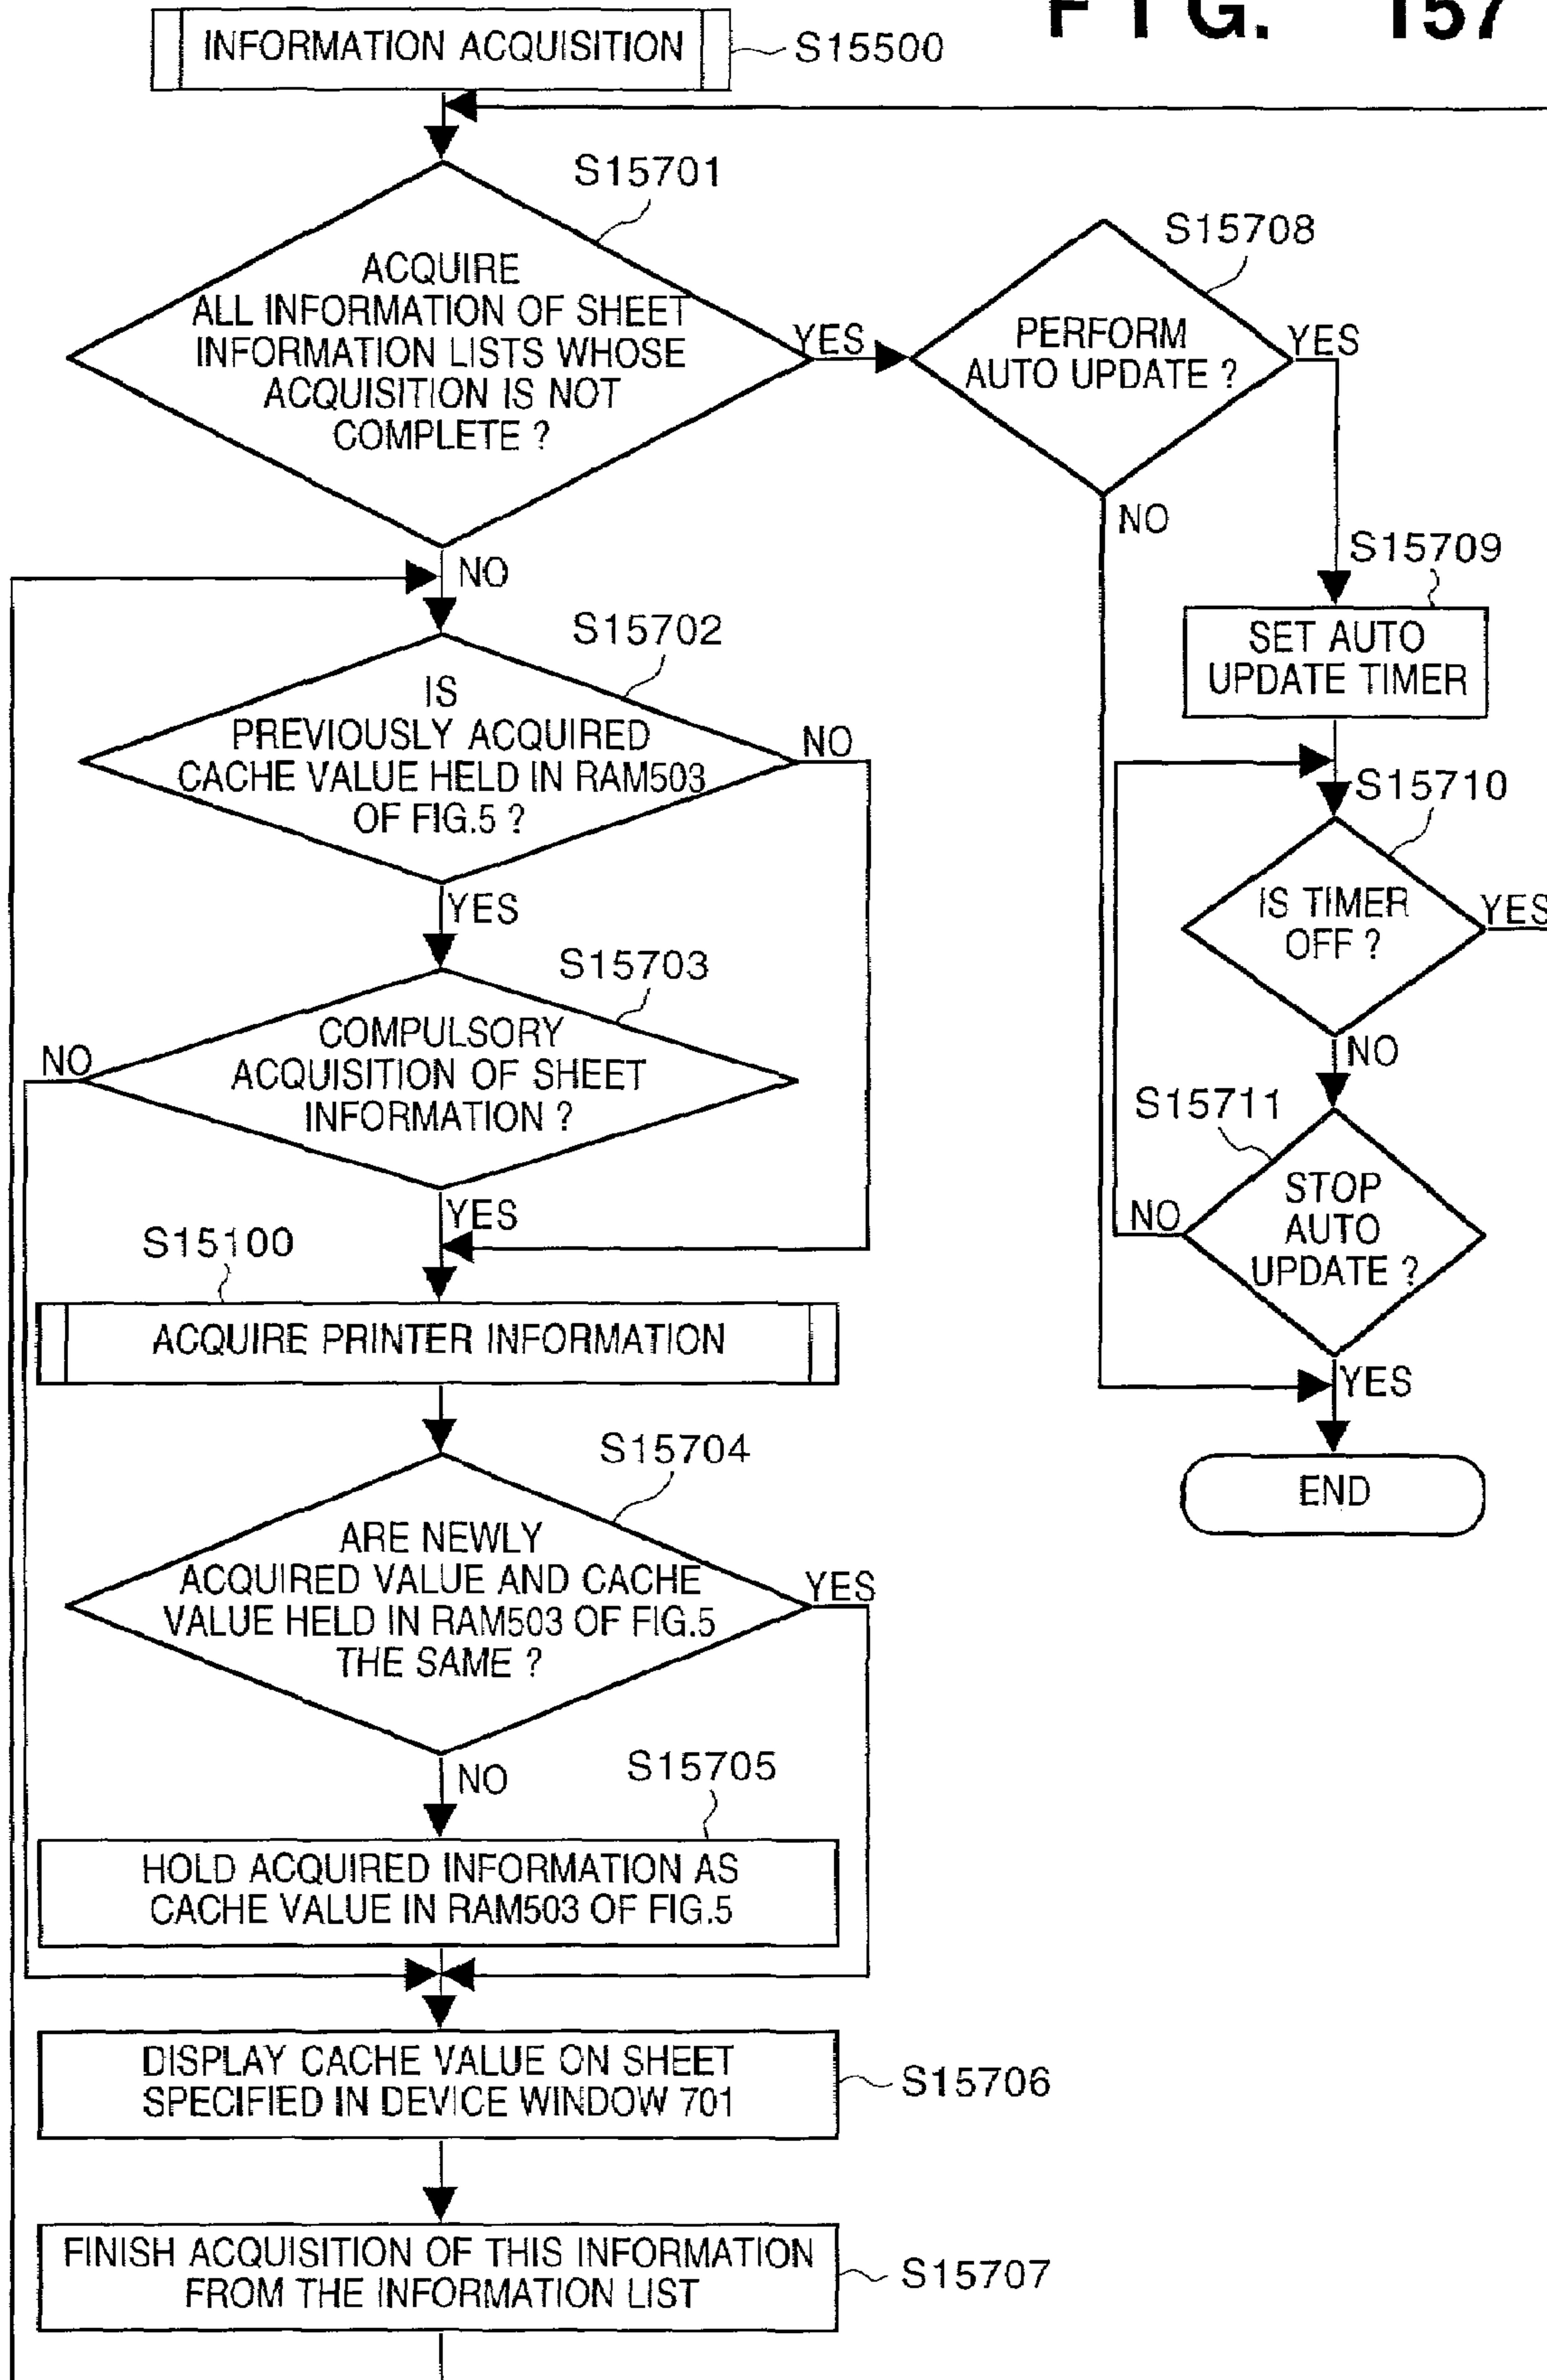 FIG. 157
INFORMATION ACQUISITION
S15500
S15701
ACQUIRE
ALL INFORMATION OF SHEET
INFORMATION LISTS WHOSE
ACQUISITION IS NOT
COMPLETE ?
YES
NO
S15708
PERFORM
AUTO UPDATE ?
YES
NO
S15709
SET AUTO
UPDATE TIMER
S15710
IS TIMER
OFF ?
YES
NO
S15711
STOP
AUTO
UPDATE ?
NO
YES
END
S15702
IS
PREVIOUSLY ACQUIRED
CACHE VALUE HELD IN RAM503
OF FIG.5 ?
NO
YES
S15703
COMPULSORY
ACQUISITION OF SHEET
INFORMATION ?
NO
YES
S15100
ACQUIRE PRINTER INFORMATION
S15704
ARE NEWLY
ACQUIRED VALUE AND CACHE
VALUE HELD IN RAM503 OF FIG.5
THE SAME ?
YES
NO
S15705
HOLD ACQUIRED INFORMATION AS
CACHE VALUE IN RAM503 OF FIG.5
DISPLAY CACHE VALUE ON SHEET
SPECIFIED IN DEVICE WINDOW 701
S15706
FINISH ACQUISITION OF THIS INFORMATION
FROM THE INFORMATION LIST
S15707